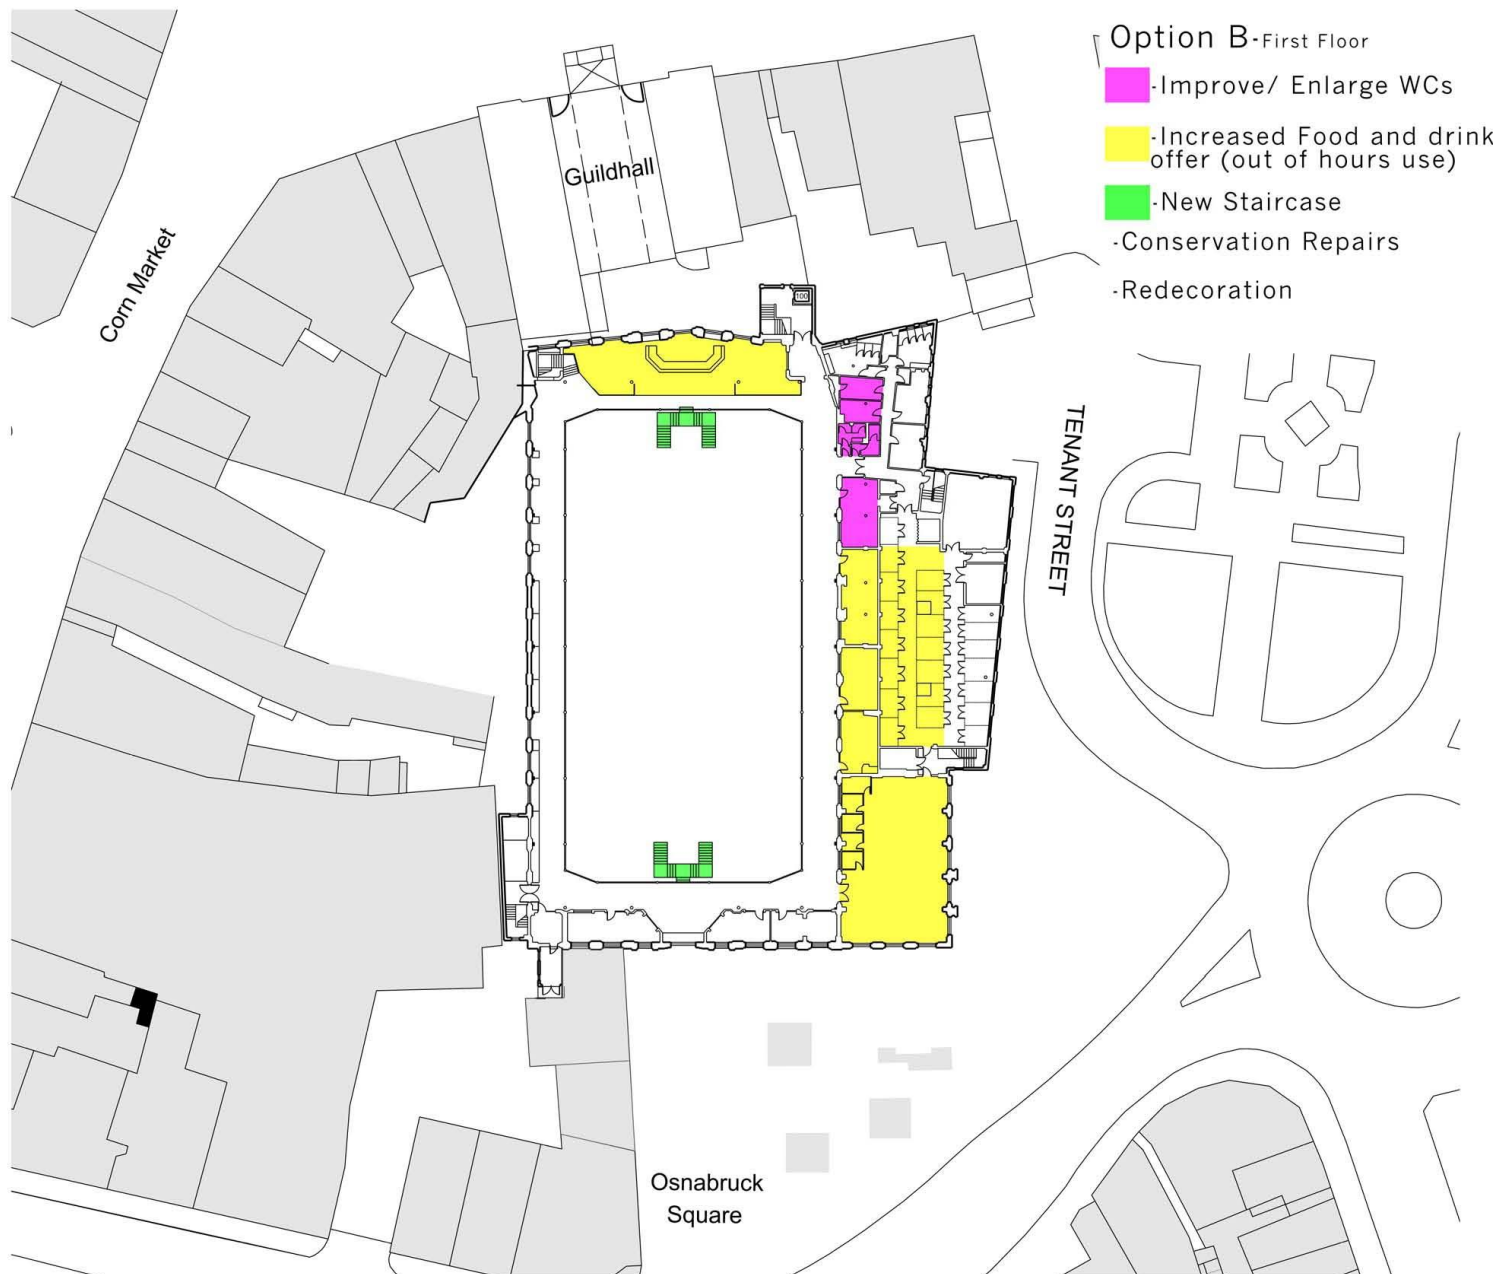 Option B-First Floor
-Improve/ Enlarge WCs
-Increased Food and drink
offer (out of hours use)
-New Staircase
-Conservation Repairs
-Redecoration
Guildhall
Corn Market
100
TENANT STREET
Osnabruck
Square